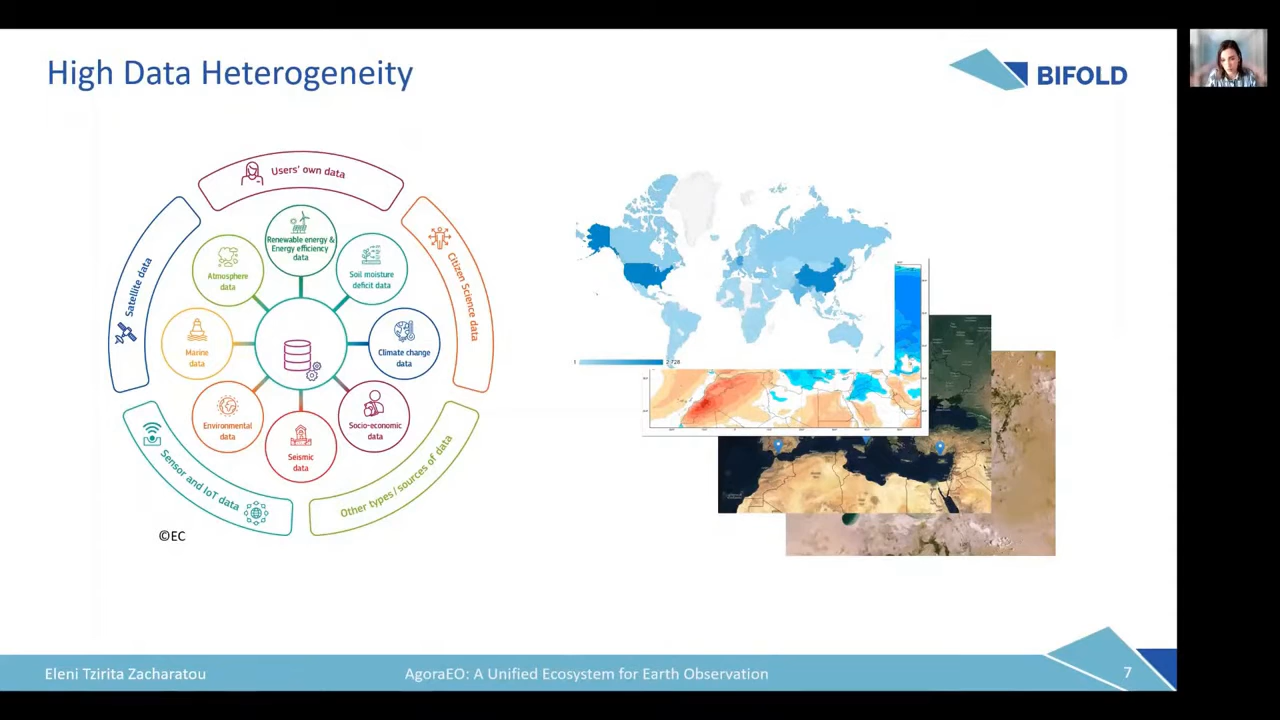 High Data Heterogeneity
BIFOLD
Users' own data
Satellite data
Citizen Science data
Renewable energy &
Energy efficiency
data
Atmosphere
data
Soil moisture
deficit data
Marine
data
Climate change
data
Environmental
data
Socio-economic
data
Seismic
data
Sensor and IoT data
Other types / sources of data
©EC
2,728
Eleni Tzirita Zacharatou
AgoraEO: A Unified Ecosystem for Earth Observation
7